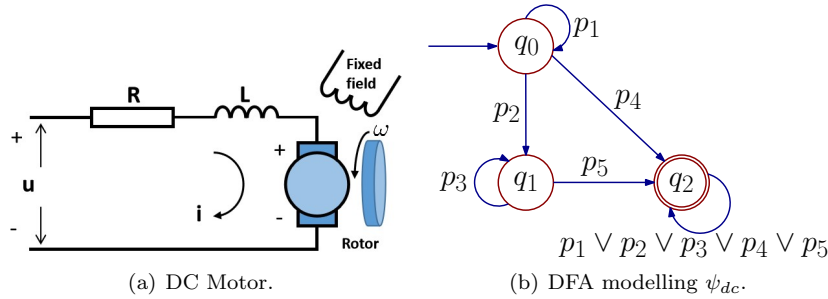 Fixed
field
R
L
ω
+
+
u
i
-
-
Rotor
(a) DC Motor.
q₀
p₁
p₂
p₄
p₃
q₁
p₅
q₂
p₁ ∨ p₂ ∨ p₃ ∨ p₄ ∨ p₅
(b) DFA modelling ψ_dc.